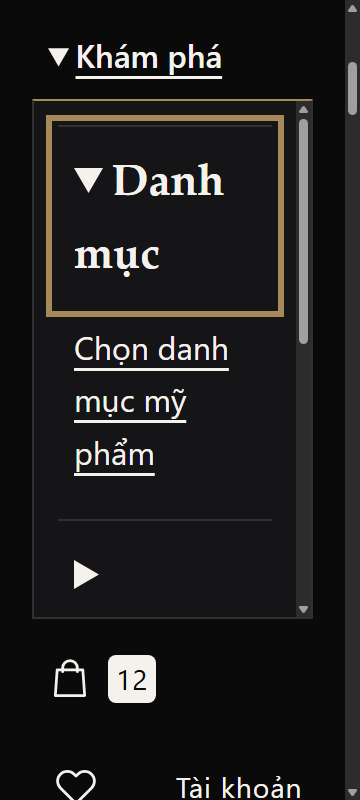 Khám phá
Danh
mục
Chọn danh
mục mỹ
phẩm
12
Tài khoản